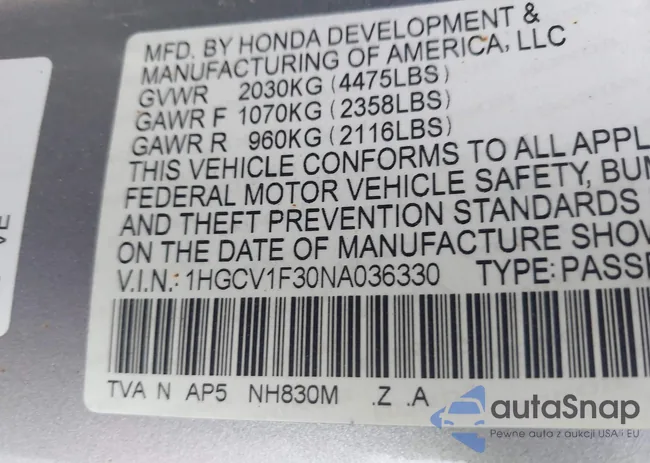 MFD. BY HONDA DEVELOPMENT &
MANUFACTURING OF AMERICA, LLC
GVWR 2030KG (4475LBS)
GAWR F 1070KG (2358LBS)
GAWR R 960KG (2116LBS)
THIS VEHICLE CONFORMS TO ALL APPL
FEDERAL MOTOR VEHICLE SAFETY, BUM
AND THEFT PREVENTION STANDARDS
ON THE DATE OF MANUFACTURE SHOW
V.I.N.: 1HGCV1F30NA036330 TYPE: PASSE
TVA N AP5 NH830M .Z .A
VE
autaSnap
Pewne auta z aukcji USA i EU